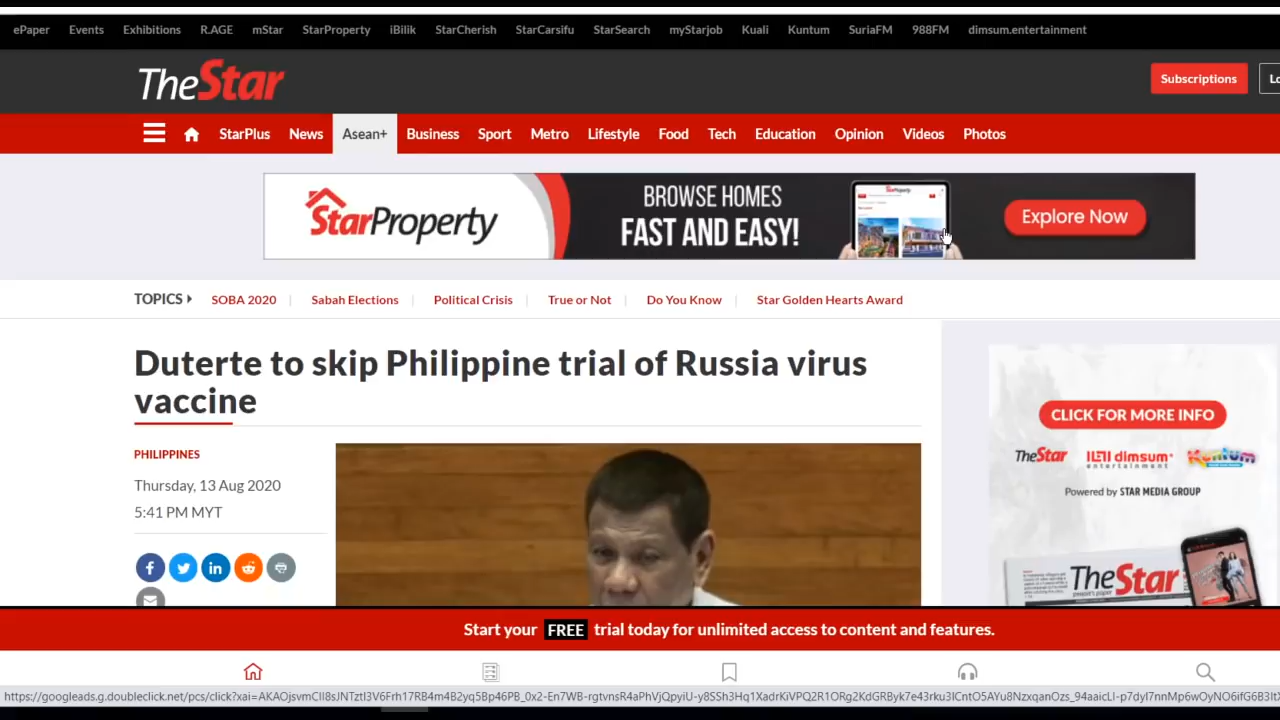 ePaper Events Exhibitions R.AGE mStar StarProperty iBilik StarCherish StarCarsifu StarSearch myStarjob Kuali Kuntum SuriaFM 988FM dimsum.entertainment
TheStar
Subscriptions
StarPlus News Asean+ Business Sport Metro Lifestyle Food Tech Education Opinion Videos Photos
StarProperty
BROWSE HOMES
FAST AND EASY!
Explore Now
TOPICS SOBA 2020 | Sabah Elections | Political Crisis | True or Not | Do You Know | Star Golden Hearts Award
Duterte to skip Philippine trial of Russia virus
vaccine
PHILIPPINES
Thursday, 13 Aug 2020
5:41 PM MYT
CLICK FOR MORE INFO
TheStar dimsum entertainment Kuntum
Powered by STAR MEDIA GROUP
TheStar
Start your FREE trial today for unlimited access to content and features.